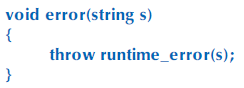 void error(string s)
{
throw runtime_error(s);
}